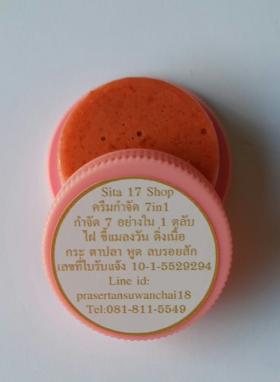 Sita 17 Shop
ครีมกำจัด 7in1
กำจัด 7 อย่างใน 1 ตลับ
ไฝ ขี้แมลงวัน ติ่งเนื้อ
กระ ตาปลา หูด ลบรอยสัก
เลขที่ใบรับแจ้ง 10-1-5529294
Line id:
prasertansuwanchai18
Tel:081-811-5549